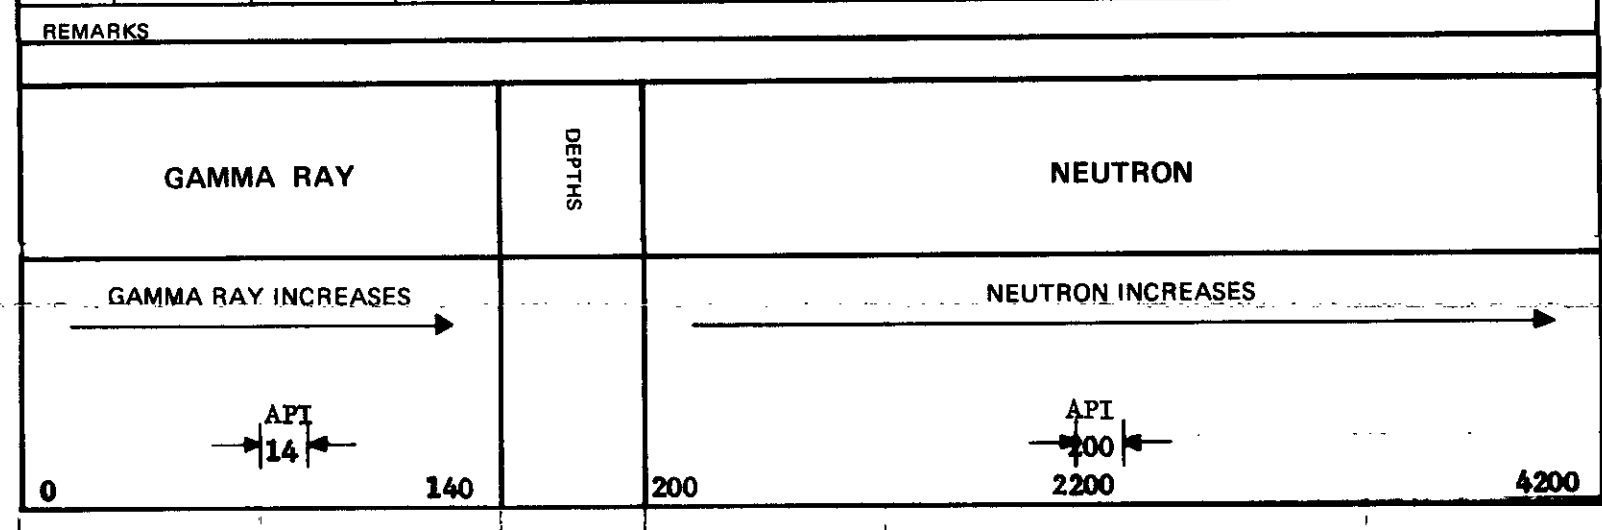 REMARKS
GAMMA RAY
DEPTHS
NEUTRON
GAMMA RAY INCREASES
NEUTRON INCREASES
API
14
API
200
0
140
200
2200
4200